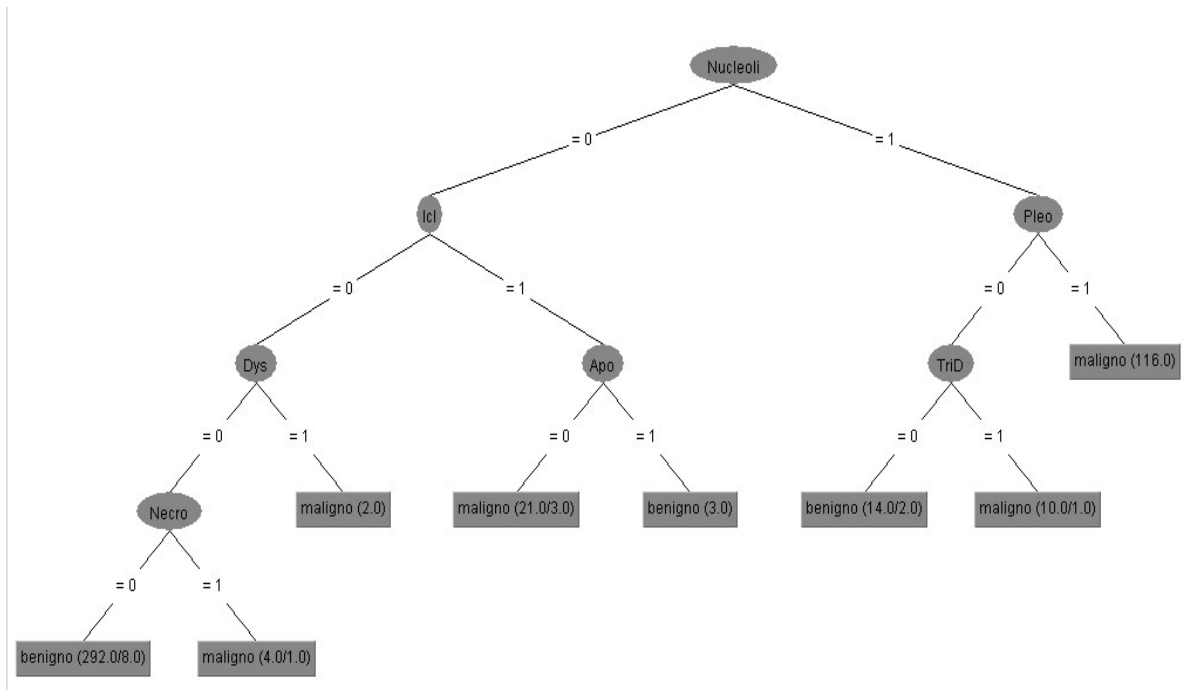 Nucleoli
= 0
= 1
Icl
Pleo
= 0
= 1
= 0
= 1
Dys
Apo
TriD
maligno (116.0)
= 0
= 1
= 0
= 1
= 0
= 1
Necro
maligno (2.0)
maligno (21.0/3.0)
benigno (3.0)
benigno (14.0/2.0)
maligno (10.0/1.0)
= 0
= 1
benigno (292.0/8.0)
maligno (4.0/1.0)